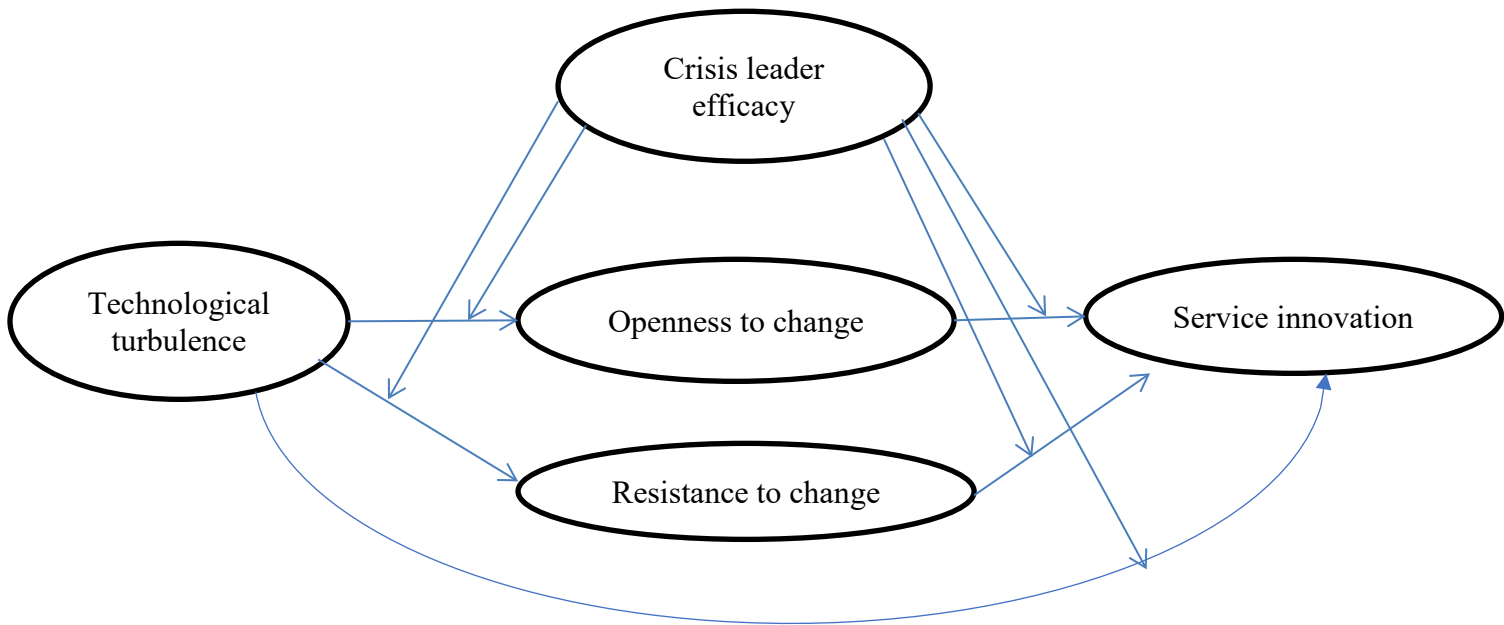 Crisis leader
efficacy
Technological
turbulence
Openness to change
Service innovation
Resistance to change